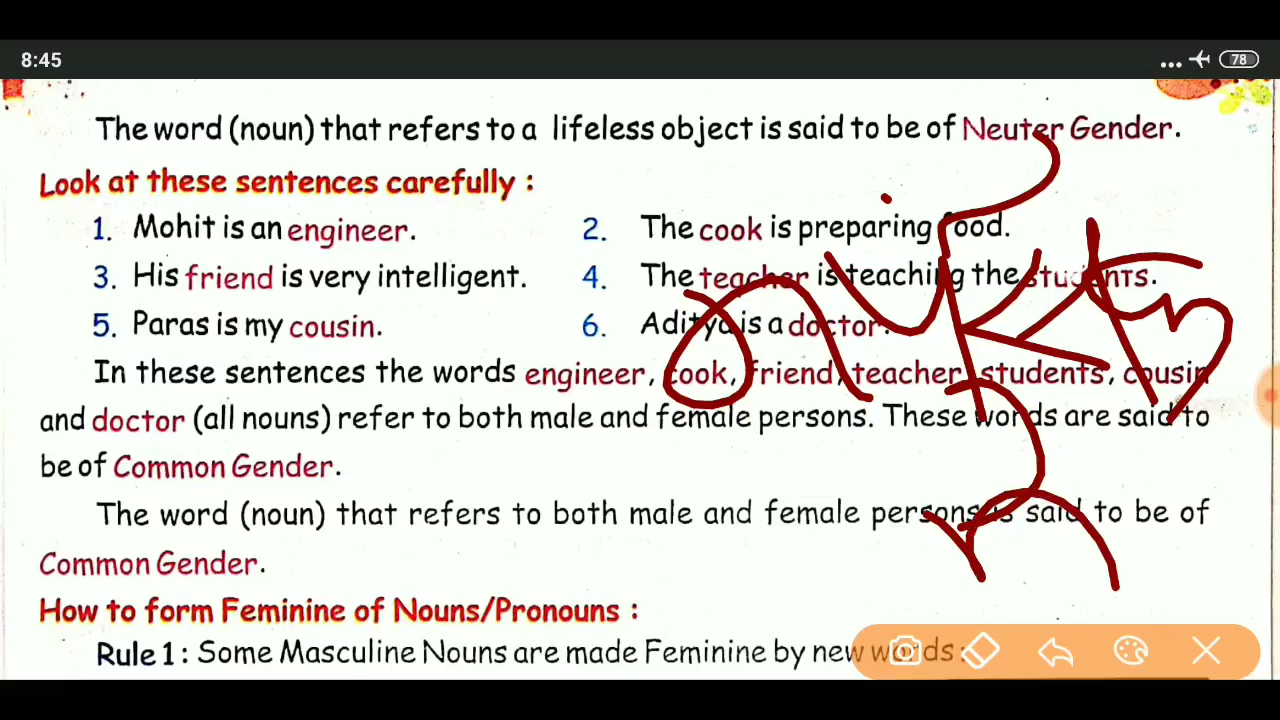 8:45
78
The word (noun) that refers to a lifeless object is said to be of Neuter Gender.
Look at these sentences carefully :
1. Mohit is an engineer. 2. The cook is preparing food.
3. His friend is very intelligent. 4. The teacher is teaching the students.
5. Paras is my cousin. 6. Aditya is a doctor.
In these sentences the words engineer, cook, friend, teacher, students, cousin
and doctor (all nouns) refer to both male and female persons. These words are said to
be of Common Gender.
The word (noun) that refers to both male and female persons is said to be of
Common Gender.
How to form Feminine of Nouns/Pronouns :
Rule 1 : Some Masculine Nouns are made Feminine by new words :